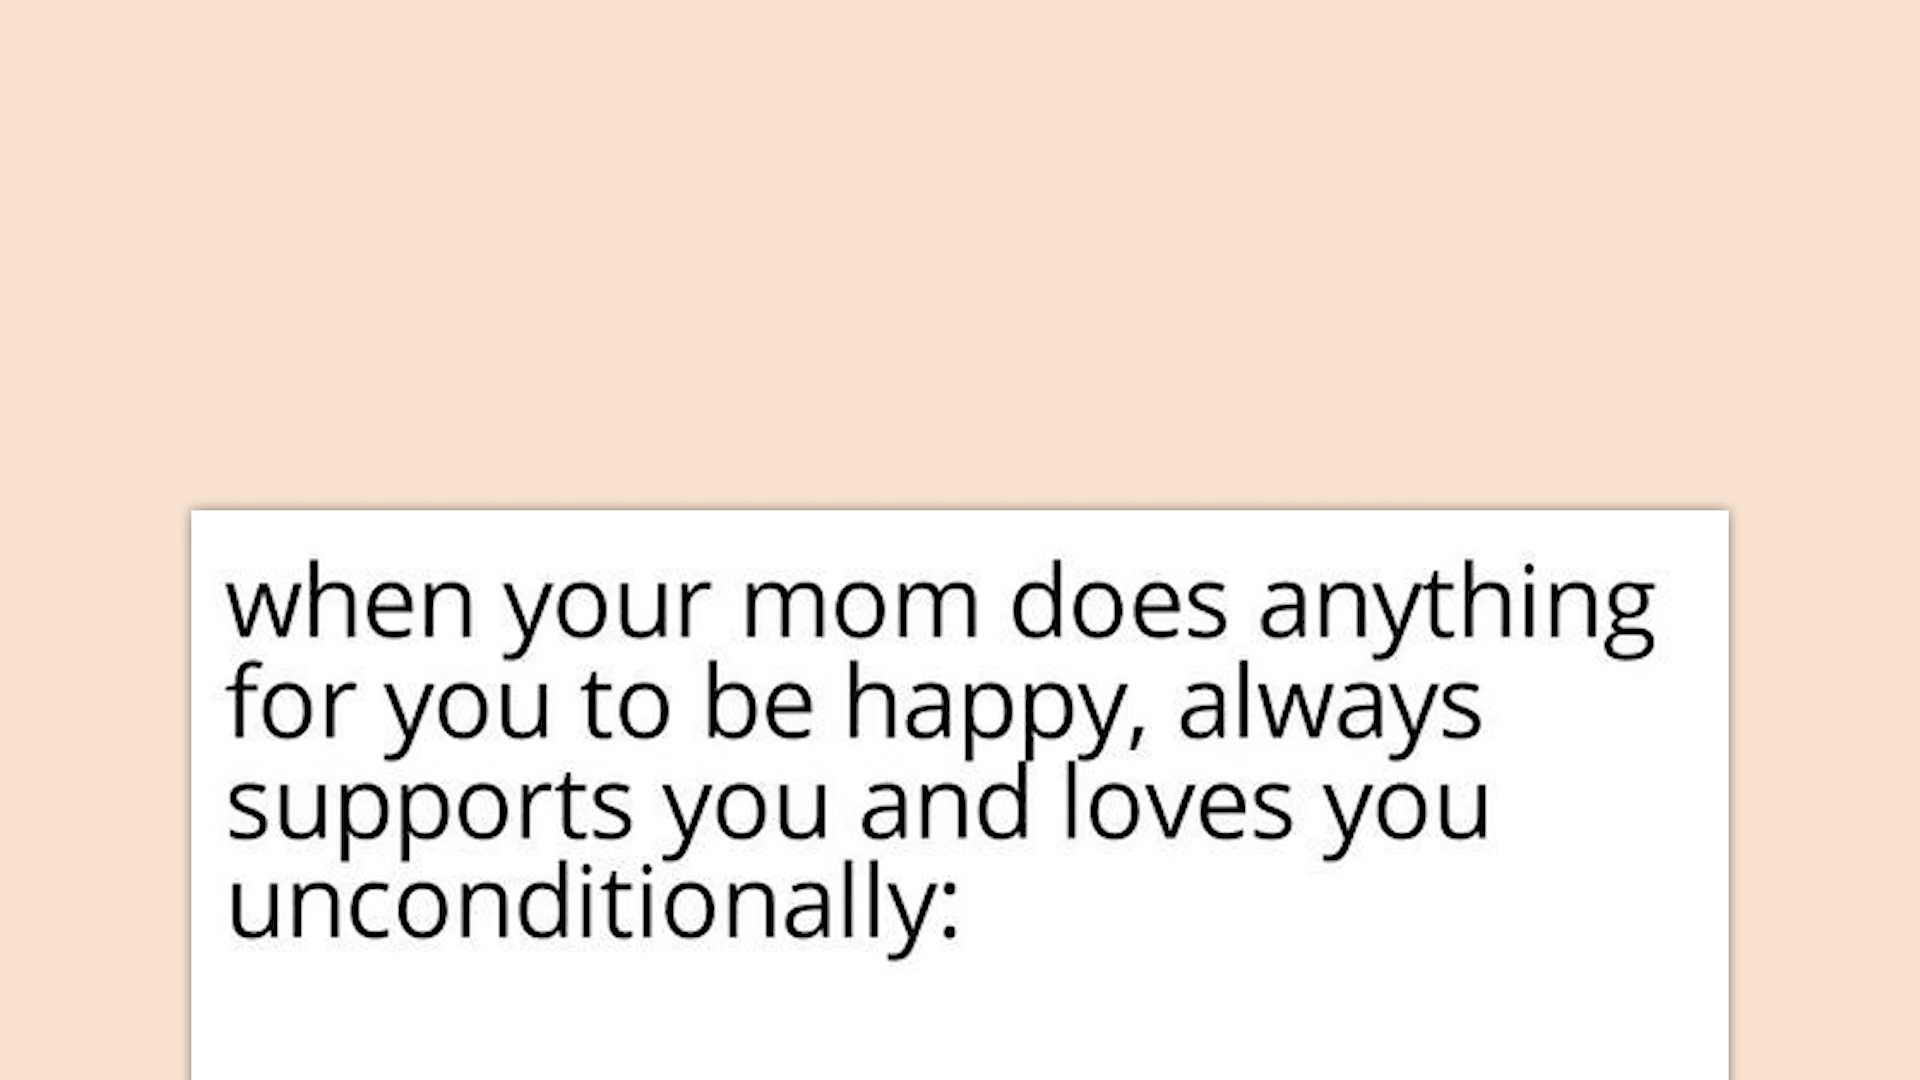 when your mom does anything
for you to be happy, always
supports you and loves you
unconditionally: